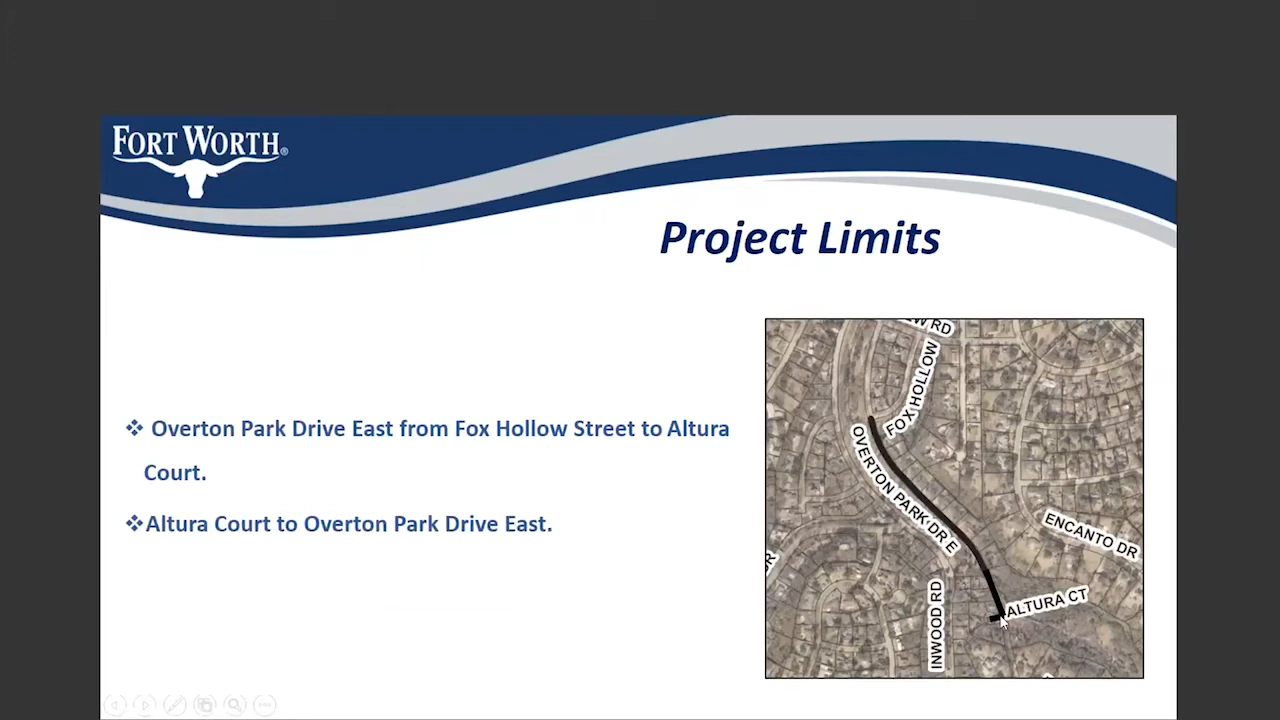 FORT WORTH®
Project Limits
❖ Overton Park Drive East from Fox Hollow Street to Altura
Court.
❖Altura Court to Overton Park Drive East.
W RD
FOX HOLLOW
OVERTON PARK DR E
ENCANTO DR
ALTURA CT
INWOOD RD